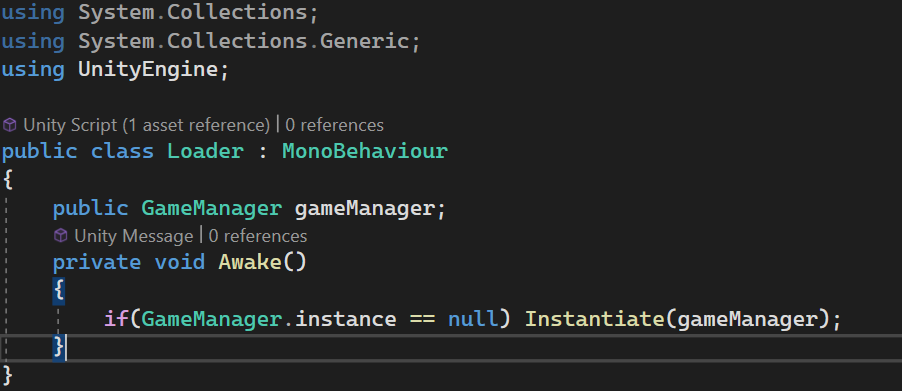 using System.Collections;
using System.Collections.Generic;
using UnityEngine;
Unity Script (1 asset reference) | 0 references
public class Loader : MonoBehaviour
{
public GameManager gameManager;
Unity Message | 0 references
private void Awake()
{
if(GameManager.instance == null) Instantiate(gameManager);
}
}